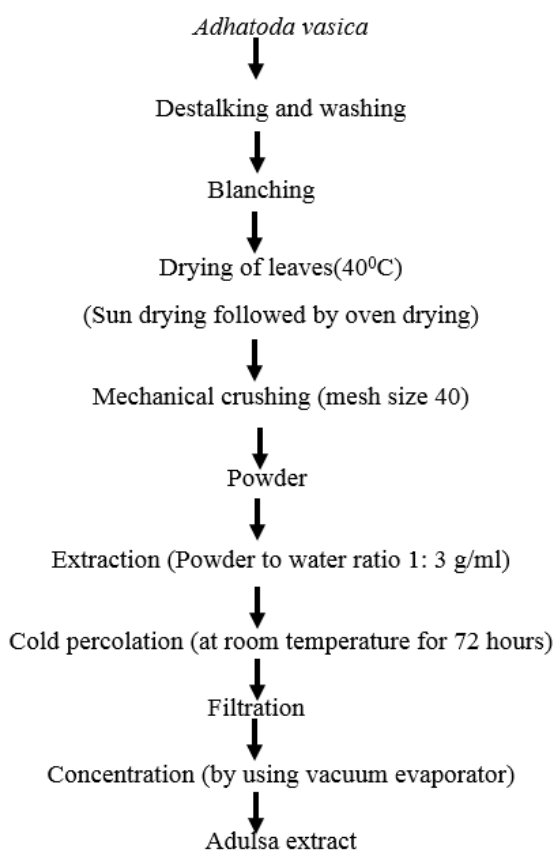 Adhatoda vasica
Destalking and washing
Blanching
Drying of leaves(40⁰C)
(Sun drying followed by oven drying)
Mechanical crushing (mesh size 40)
Powder
Extraction (Powder to water ratio 1: 3 g/ml)
Cold percolation (at room temperature for 72 hours)
Filtration
Concentration (by using vacuum evaporator)
Adulsa extract